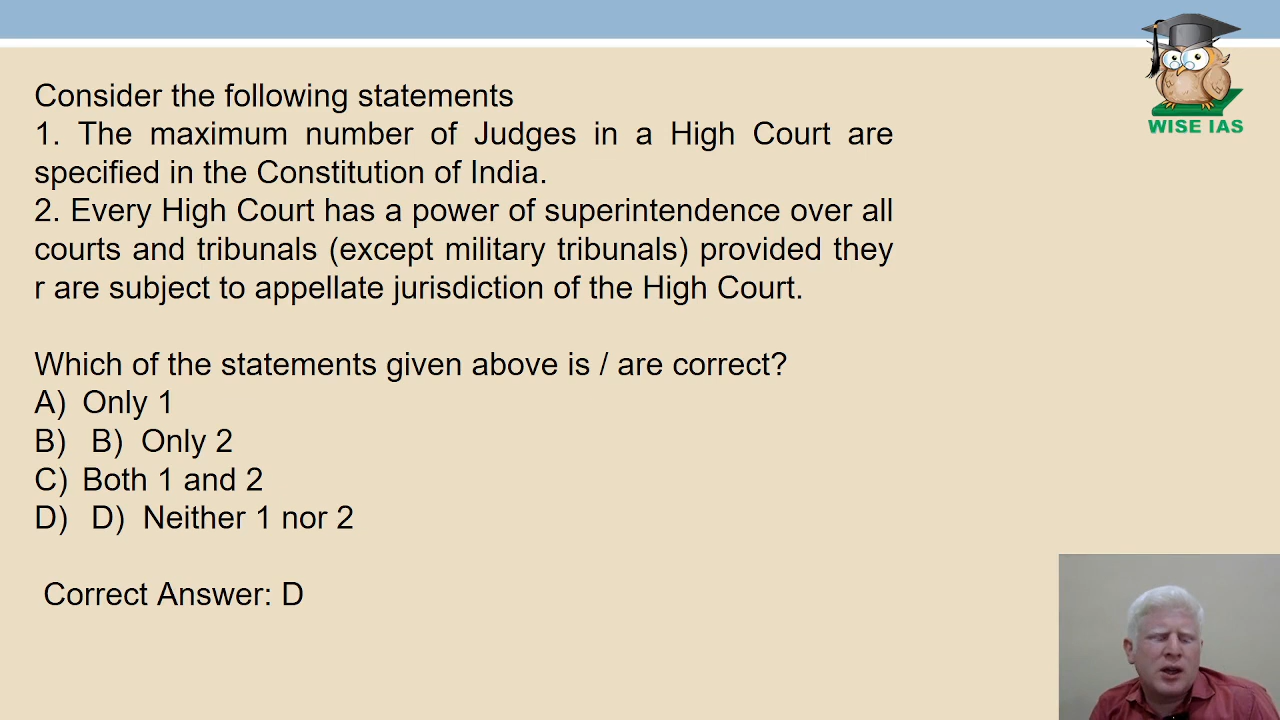 WISE IAS
Consider the following statements
1. The maximum number of Judges in a High Court are
specified in the Constitution of India.
2. Every High Court has a power of superintendence over all
courts and tribunals (except military tribunals) provided they
r are subject to appellate jurisdiction of the High Court.
Which of the statements given above is / are correct?
A) Only 1
B) B) Only 2
C) Both 1 and 2
D) D) Neither 1 nor 2
Correct Answer: D